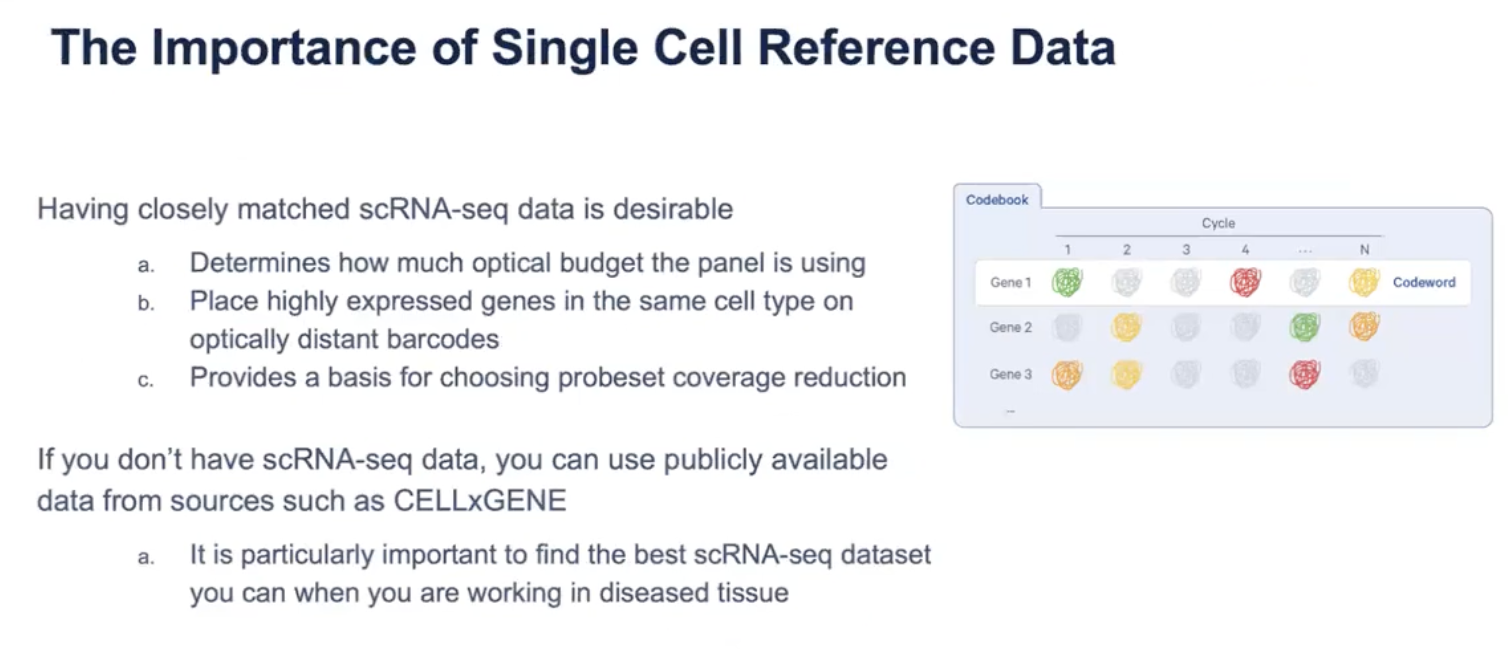 The Importance of Single Cell Reference Data
Having closely matched scRNA-seq data is desirable
a. Determines how much optical budget the panel is using
b. Place highly expressed genes in the same cell type on
optically distant barcodes
c. Provides a basis for choosing probeset coverage reduction
If you don't have scRNA-seq data, you can use publicly available
data from sources such as CELLxGENE
a. It is particularly important to find the best scRNA-seq dataset
you can when you are working in diseased tissue
Codebook
Cycle
1 2 3 4 ... N
Gene 1 Codeword
Gene 2
Gene 3
...